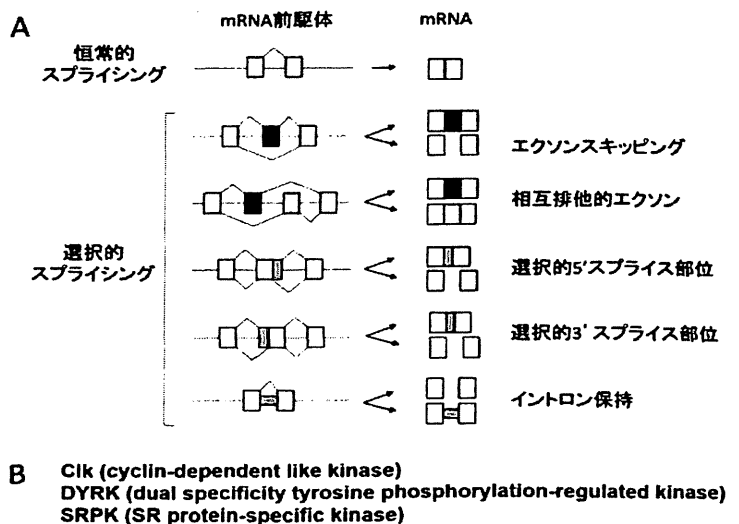 A
mRNA前駆体
mRNA
恒常的
スプライシング
選択的
スプライシング
エクソンスキッピング
相互排他的エクソン
選択的5'スプライス部位
選択的3'スプライス部位
イントロン保持
B
Clk (cyclin-dependent like kinase)
DYRK (dual specificity tyrosine phosphorylation-regulated kinase)
SRPK (SR protein-specific kinase)